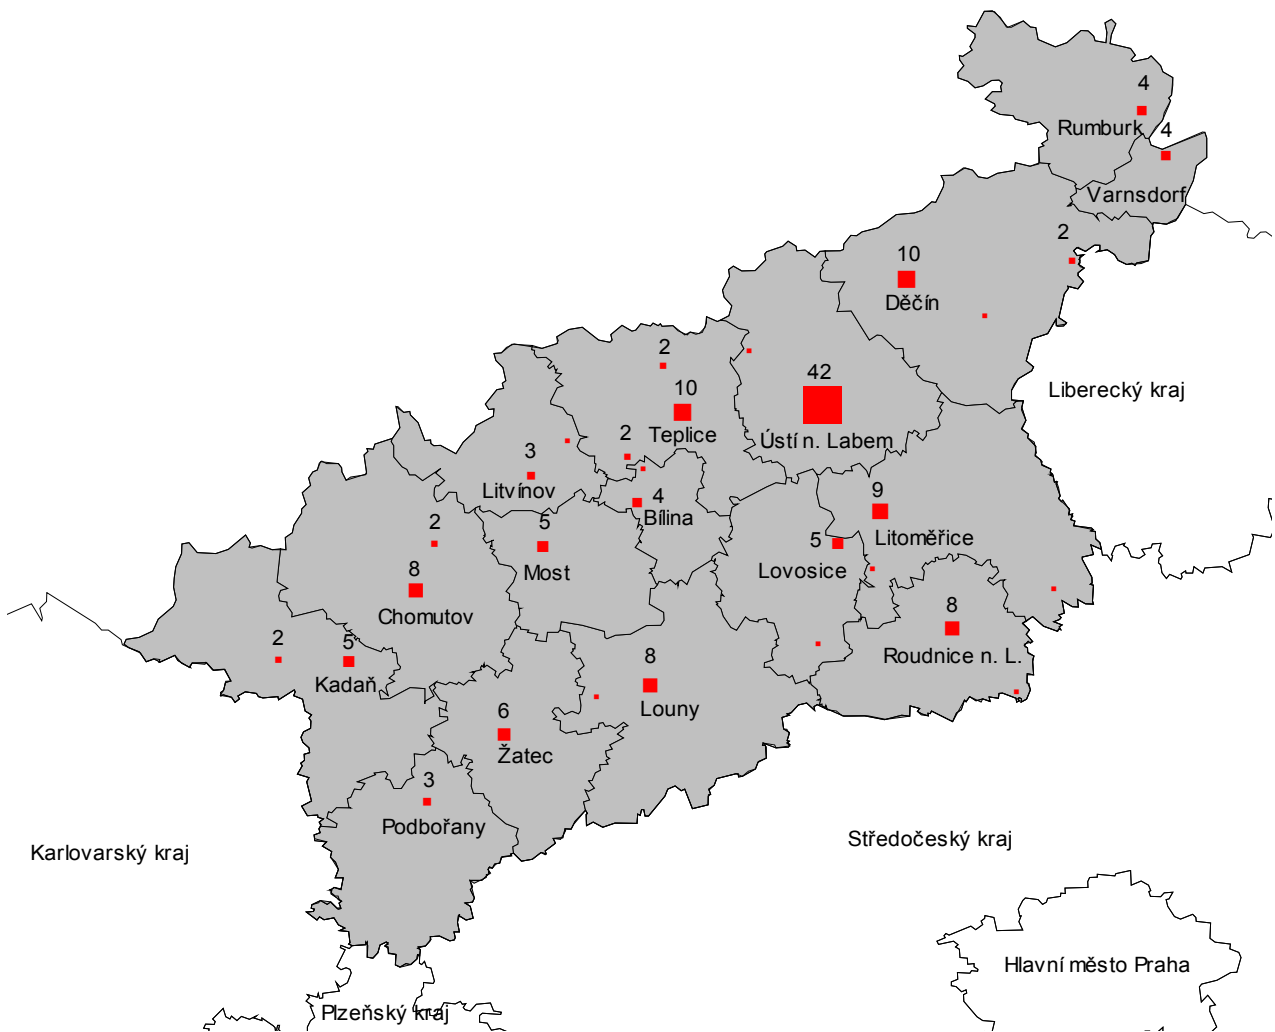 4
Rumburk
4
Varnsdorf
2
10
Děčín
2
10
Teplice
42
Ústí n. Labem
Liberecký kraj
2
3
Litvínov
4
Bílina
9
Litoměřice
2
5
Most
5
Lovosice
8
Chomutov
8
Roudnice n. L.
2
5
Kadaň
8
Louny
6
Žatec
3
Podbořany
Karlovarský kraj
Středočeský kraj
Hlavní město Praha
Plzeňský kraj
1